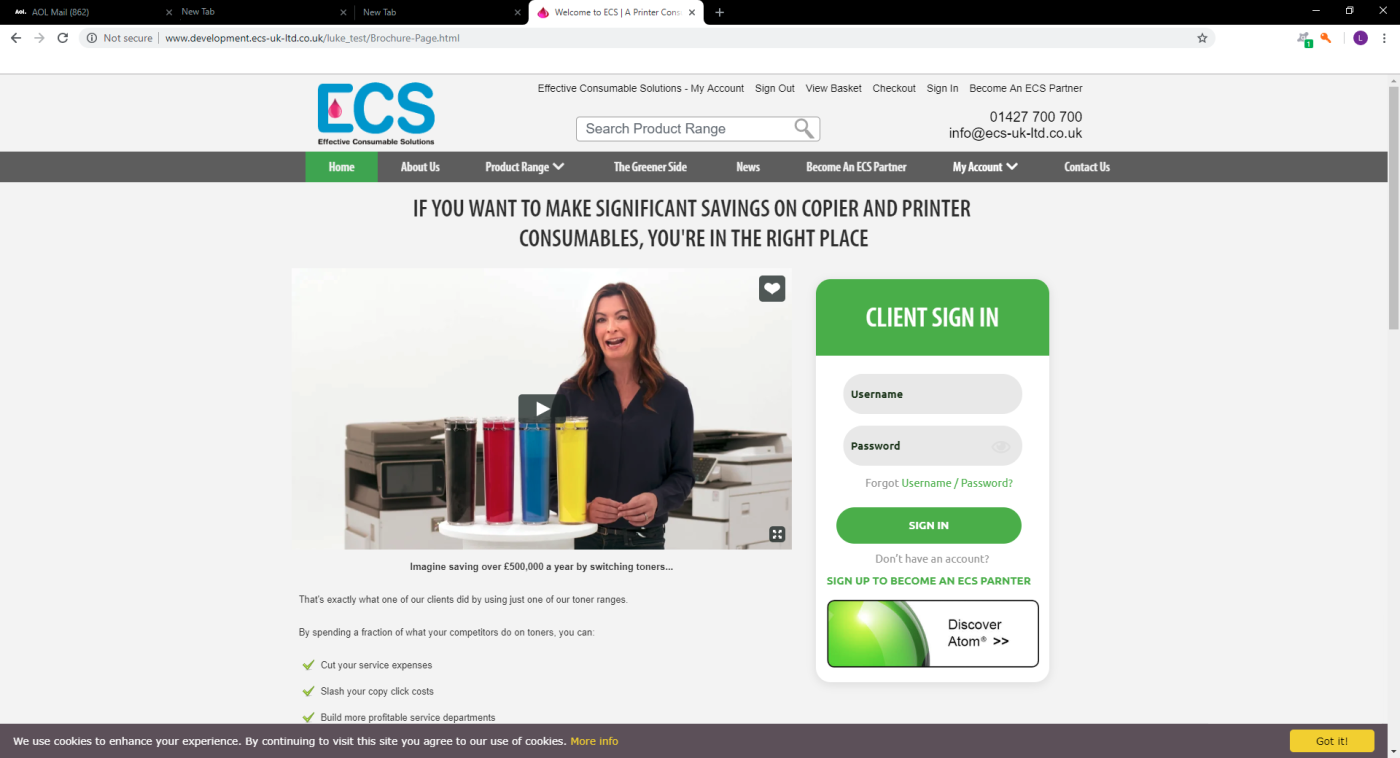 AOL Mail (862)
New Tab
New Tab
Welcome to ECS | A Printer Cons
Not secure
www.development.ecs-uk-ltd.co.uk/luke_test/Brochure-Page.html
1
L
ECS
Effective Consumable Solutions
Effective Consumable Solutions - My Account
Sign Out
View Basket
Checkout
Sign In
Become An ECS Partner
Search Product Range
01427 700 700
info@ecs-uk-ltd.co.uk
Home
About Us
Product Range
The Greener Side
News
Become An ECS Partner
My Account
Contact Us
IF YOU WANT TO MAKE SIGNIFICANT SAVINGS ON COPIER AND PRINTER
CONSUMABLES, YOU'RE IN THE RIGHT PLACE
Imagine saving over £500,000 a year by switching toners...
That's exactly what one of our clients did by using just one of our toner ranges.
By spending a fraction of what your competitors do on toners, you can:
Cut your service expenses
Slash your copy click costs
Build more profitable service departments
CLIENT SIGN IN
Username
Password
Forgot Username / Password?
SIGN IN
Don't have an account?
SIGN UP TO BECOME AN ECS PARNTER
Discover
Atom® >>
We use cookies to enhance your experience. By continuing to visit this site you agree to our use of cookies. More info
Got it!